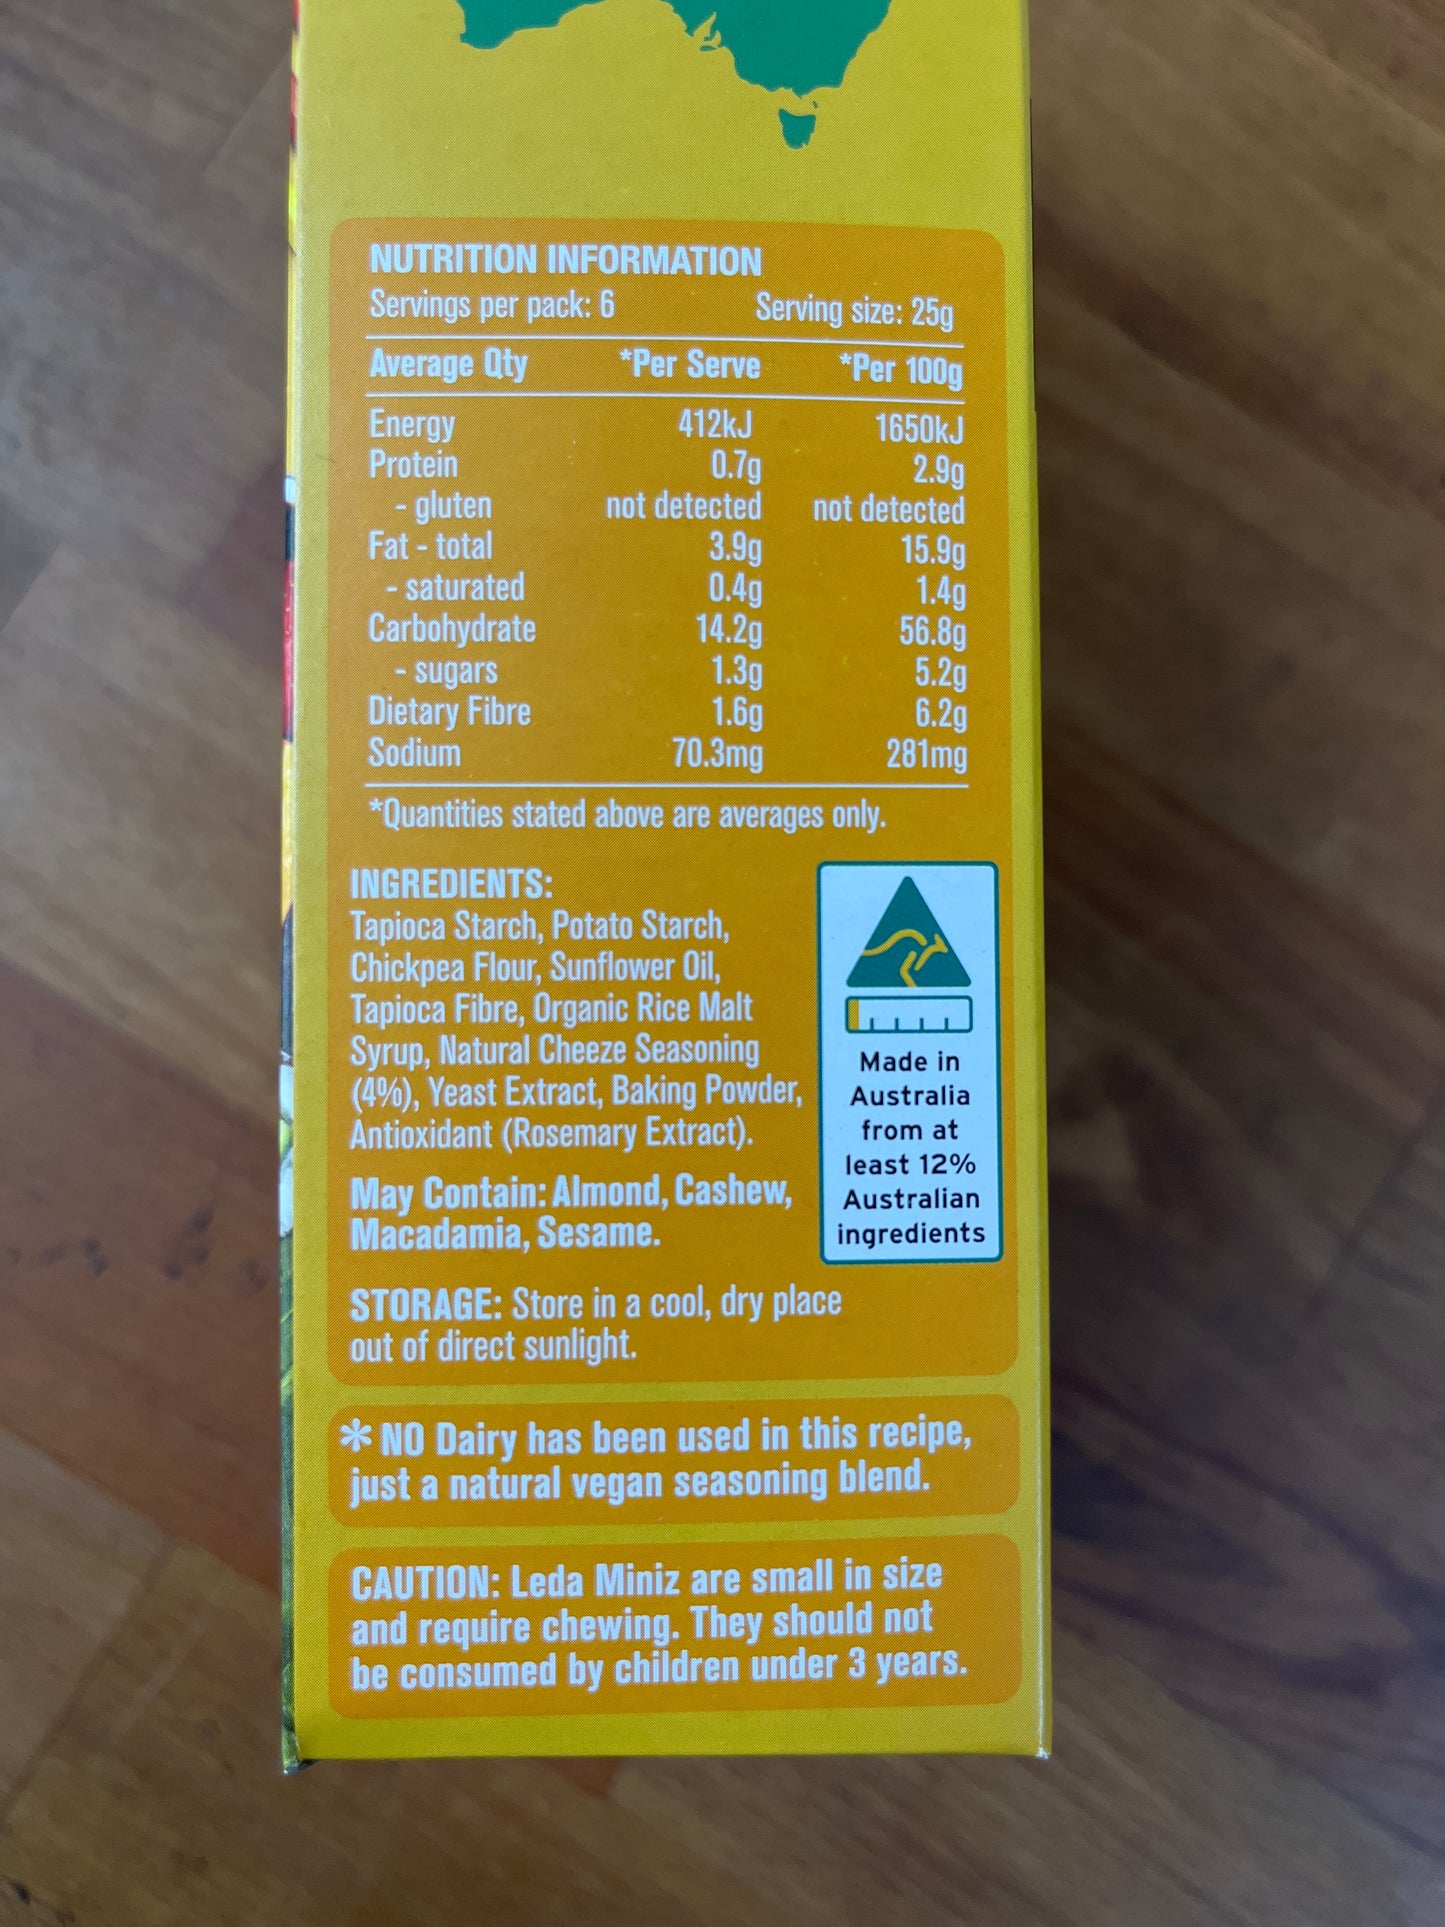 NUTRITION INFORMATION
Servings per pack: 6 Serving size: 25g
Average Qty *Per Serve *Per 100g
Energy 412kJ 1650kJ
Protein 0.7g 2.9g
- gluten not detected not detected
Fat - total 3.9g 15.9g
- saturated 0.4g 1.4g
Carbohydrate 14.2g 56.8g
- sugars 1.3g 5.2g
Dietary Fibre 1.6g 6.2g
Sodium 70.3mg 281mg
*Quantities stated above are averages only.
INGREDIENTS:
Tapioca Starch, Potato Starch,
Chickpea Flour, Sunflower Oil,
Tapioca Fibre, Organic Rice Malt
Syrup, Natural Cheeze Seasoning
(4%), Yeast Extract, Baking Powder,
Antioxidant (Rosemary Extract).
May Contain: Almond, Cashew,
Macadamia, Sesame.
Made in
Australia
from at
least 12%
Australian
ingredients
STORAGE: Store in a cool, dry place
out of direct sunlight.
* NO Dairy has been used in this recipe,
just a natural vegan seasoning blend.
CAUTION: Leda Miniz are small in size
and require chewing. They should not
be consumed by children under 3 years.